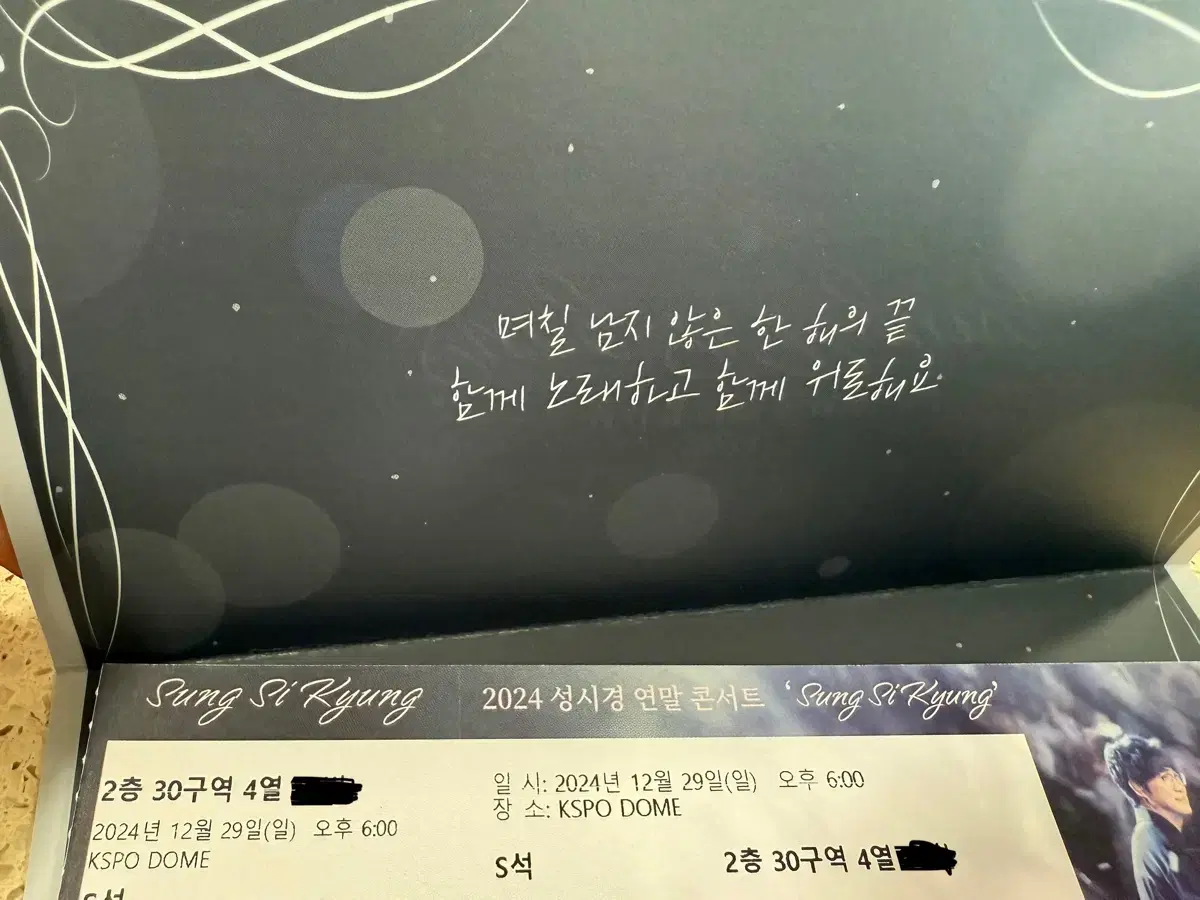 며칠 남지 않은 한 해의 끝
함께 노래하고 함께 위로해요.
Sung Si Kyung
2024 성시경 연말 콘서트 'Sung Si Kyung'
2층 30구역 4열
2024년 12월 29일(일) 오후 6:00
KSPO DOME
S석
일 시: 2024년 12월 29일(일) 오후 6:00
장 소: KSPO DOME
S석 2층 30구역 4열